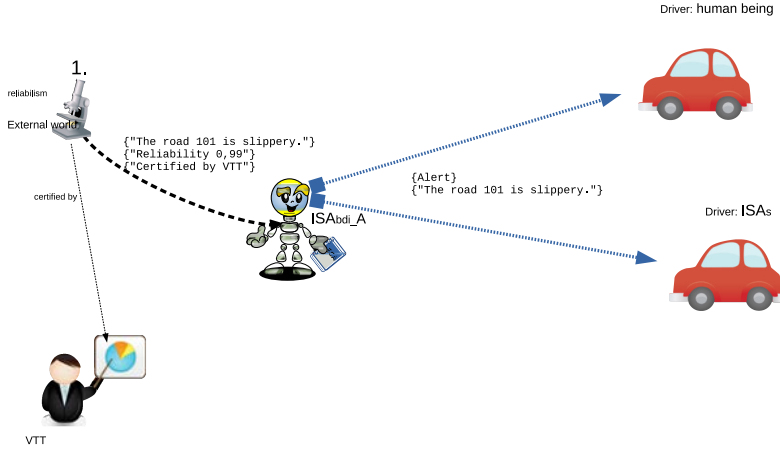 Driver: human being
1.
reliabilism
External world
{"The road 101 is slippery."}
{"Reliability 0,99"}
{"Certified by VTT"}
{Alert}
{"The road 101 is slippery."}
certified by
ISAbdi_A
Driver: ISAs
VTT